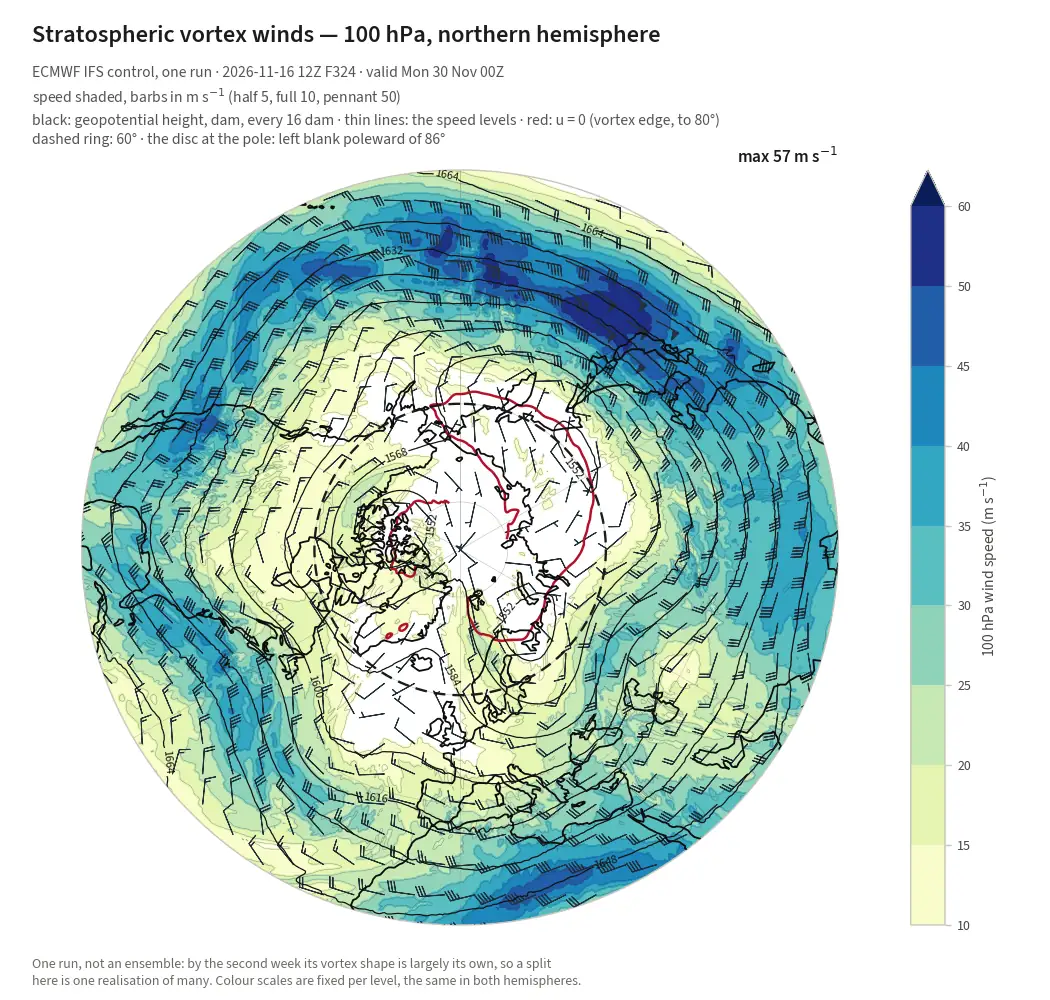 Stratospheric vortex winds — 100 hPa, northern hemisphere
ECMWF IFS control, one run · 2026-11-16 12Z F324 · valid Mon 30 Nov 00Z
speed shaded, barbs in m s⁻¹ (half 5, full 10, pennant 50)
black: geopotential height, dam, every 16 dam · thin lines: the speed levels · red: u = 0 (vortex edge, to 80°)
dashed ring: 60° · the disc at the pole: left blank poleward of 86°
max 57 m s⁻¹
1664
1664
1632
1568
1552
1552
1552
1584
1600
1664
1616
1648
60
50
45
40
35
30
25
20
15
10
100 hPa wind speed (m s⁻¹)
One run, not an ensemble: by the second week its vortex shape is largely its own, so a split
here is one realisation of many. Colour scales are fixed per level, the same in both hemispheres.